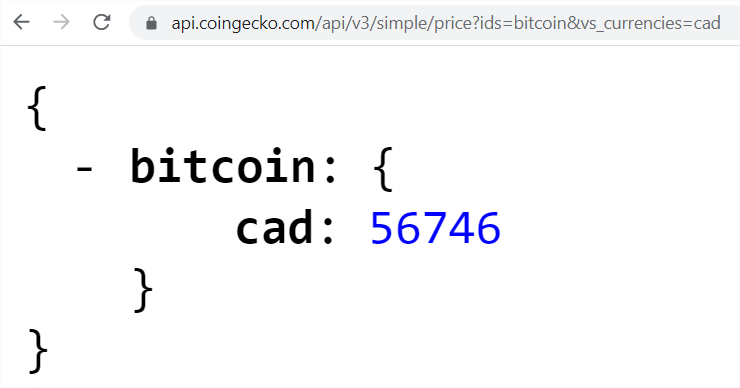 api.coingecko.com/api/v3/simple/price?ids=bitcoin&vs_currencies=cad
{
- bitcoin: {
cad: 56746
}
}